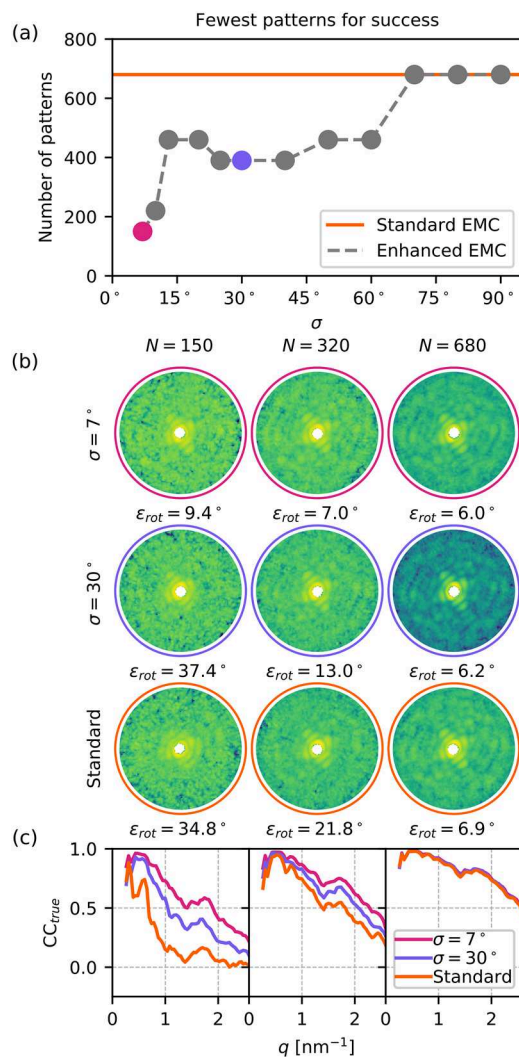 Fewest patterns for success
(a)
800
600
400
200
0
Number of patterns
Standard EMC
Enhanced EMC
0° 15° 30° 45° 60° 75° 90°
σ
(b)
N = 150 N = 320 N = 680
σ = 7°
ε_rot = 9.4° ε_rot = 7.0° ε_rot = 6.0°
σ = 30°
ε_rot = 37.4° ε_rot = 13.0° ε_rot = 6.2°
Standard
ε_rot = 34.8° ε_rot = 21.8° ε_rot = 6.9°
(c)
1.0
0.5
0.0
CC_true
σ = 7°
σ = 30°
Standard
0 1 2 0 1 2 0 1 2
q [nm⁻¹]